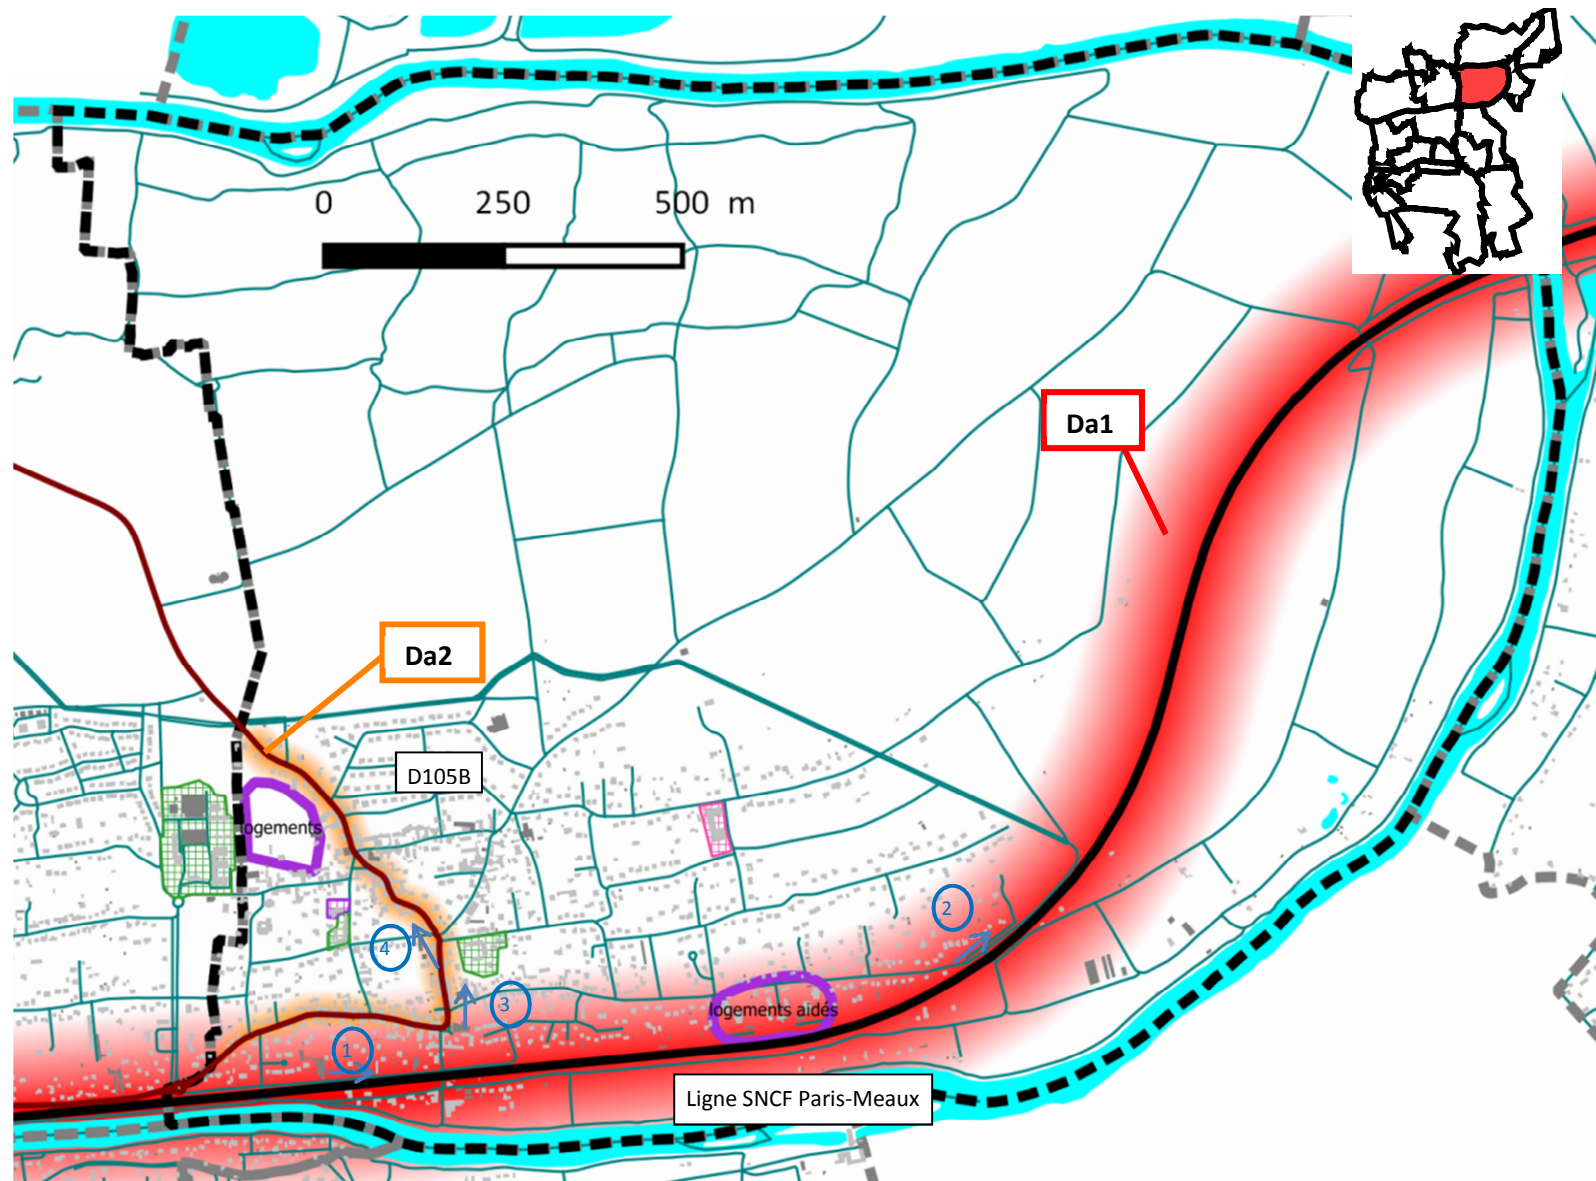 0 250 500 m
Da1
Da2
D105B
logements
2
4
3
logements aidés
1
Ligne SNCF Paris-Meaux